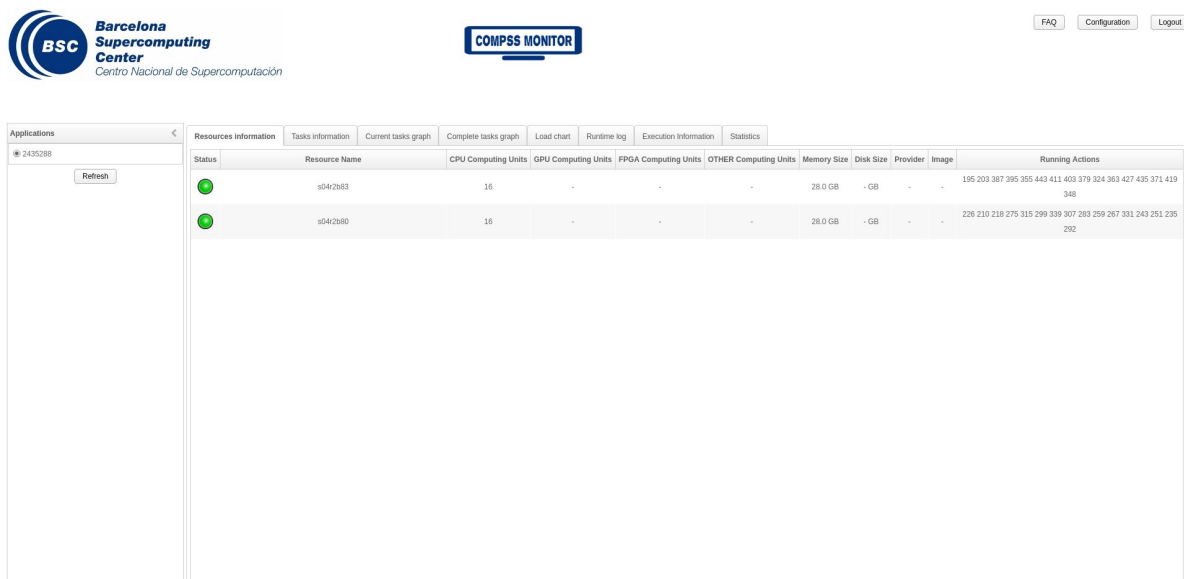 FAQ Configuration Logout
BSC
Barcelona
Supercomputing
Center
Centro Nacional de Supercomputación
COMPSS MONITOR
Applications
2435288
Refresh
Resources information Tasks information Current tasks graph Complete tasks graph Load chart Runtime log Execution Information Statistics
Status Resource Name CPU Computing Units GPU Computing Units FPGA Computing Units OTHER Computing Units Memory Size Disk Size Provider Image Running Actions
s04r2b83 16 - - - 28.0 GB - GB - - 195 203 387 395 355 443 411 403 379 324 363 427 435 371 419
348
s04r2b80 16 - - - 28.0 GB - GB - - 226 210 218 275 315 299 339 307 283 259 267 331 243 251 235
292